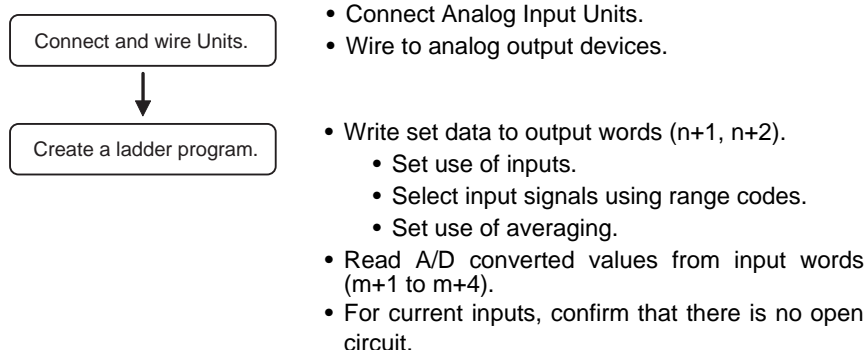 Connect and wire Units.
• Connect Analog Input Units.
• Wire to analog output devices.
Create a ladder program.
• Write set data to output words (n+1, n+2).
• Set use of inputs.
• Select input signals using range codes.
• Set use of averaging.
• Read A/D converted values from input words
(m+1 to m+4).
• For current inputs, confirm that there is no open
circuit.